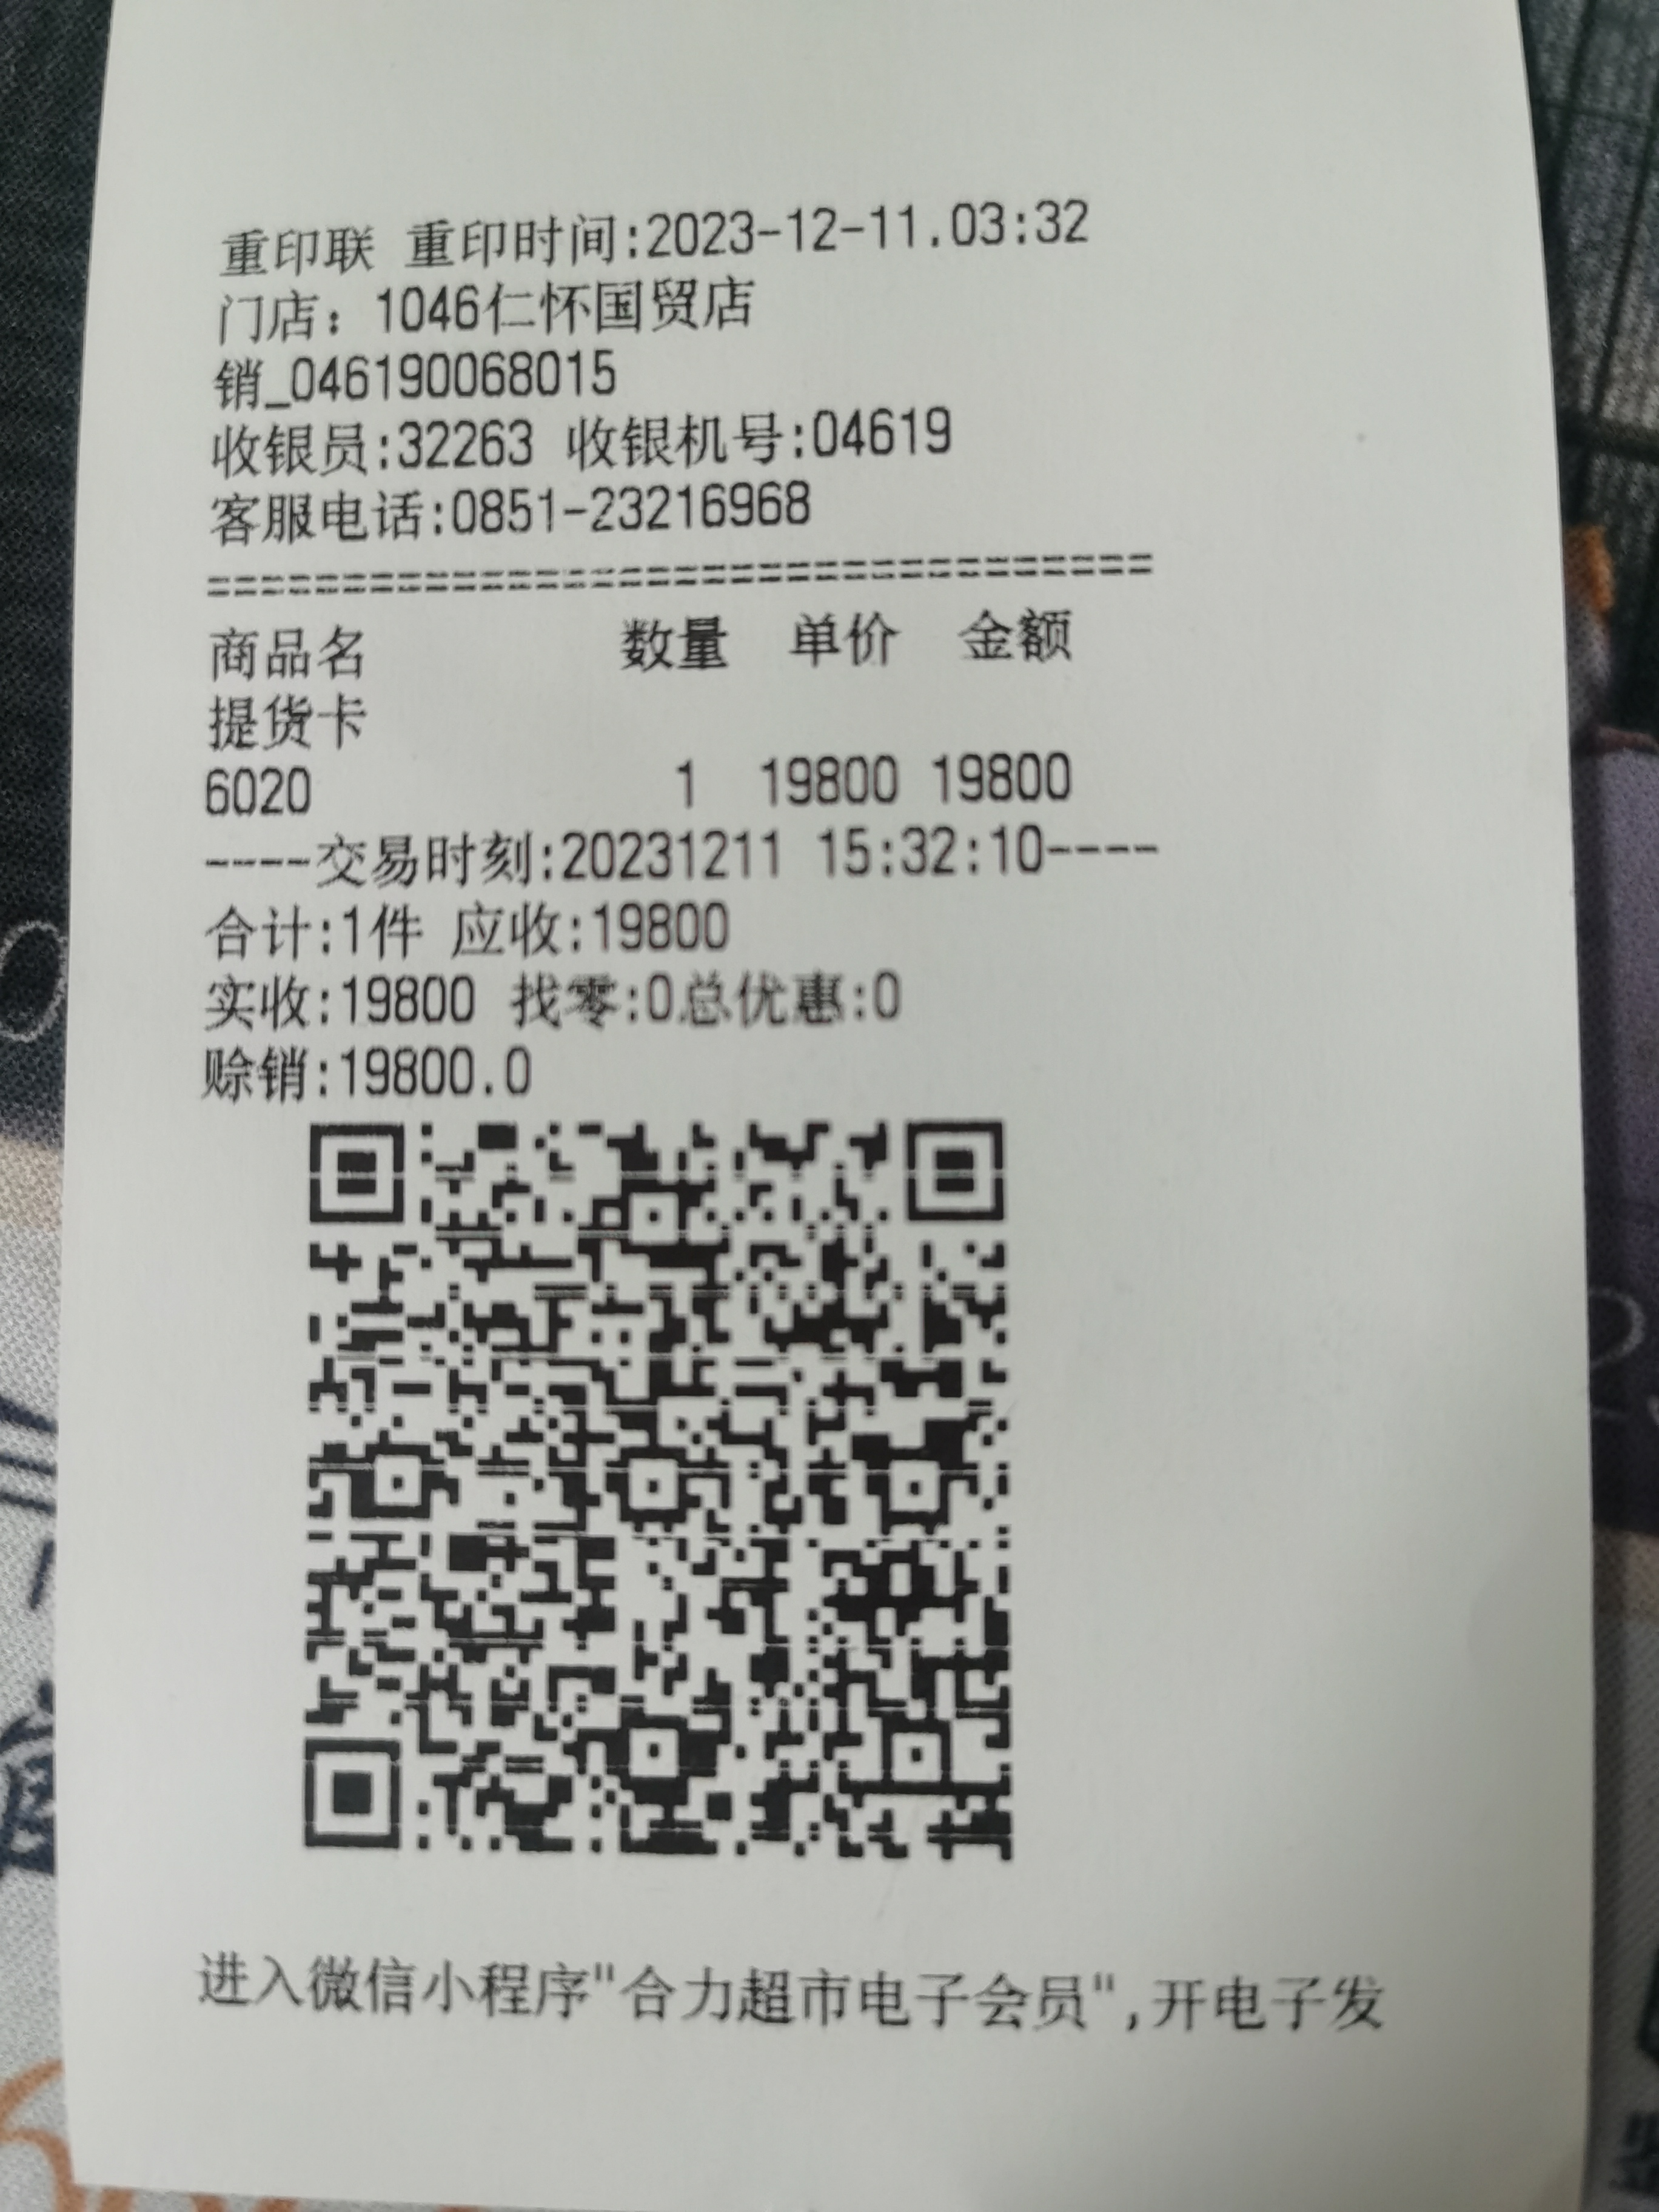 重印联 重印时间:2023-12-11.03:32
门店：1046仁怀国贸店
销_046190068015
收银员:32263 收银机号:04619
客服电话:0851-23216968
===================================
商品名 数量 单价 金额
提货卡
6020 1 19800 19800
----交易时刻:20231211 15:32:10----
合计:1件 应收:19800
实收:19800 找零:0总优惠:0
赊销:19800.0
进入微信小程序"合力超市电子会员",开电子发